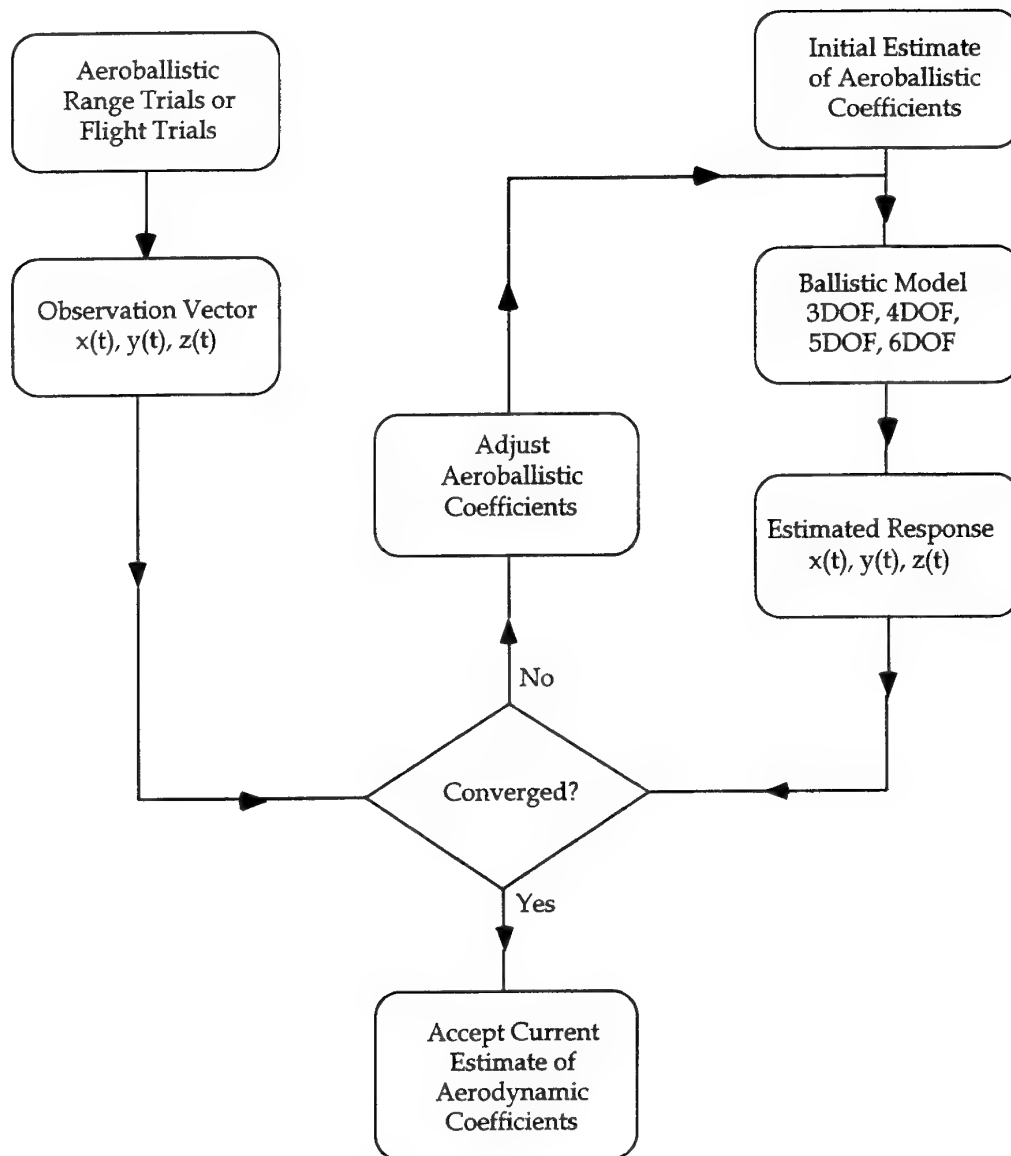 Aeroballistic
Range Trials or
Flight Trials
Initial Estimate
of Aeroballistic
Coefficients
Observation Vector
x(t), y(t), z(t)
Ballistic Model
3DOF, 4DOF,
5DOF, 6DOF
Adjust
Aeroballistic
Coefficients
Estimated Response
x(t), y(t), z(t)
No
Converged?
Yes
Accept Current
Estimate of
Aerodynamic
Coefficients